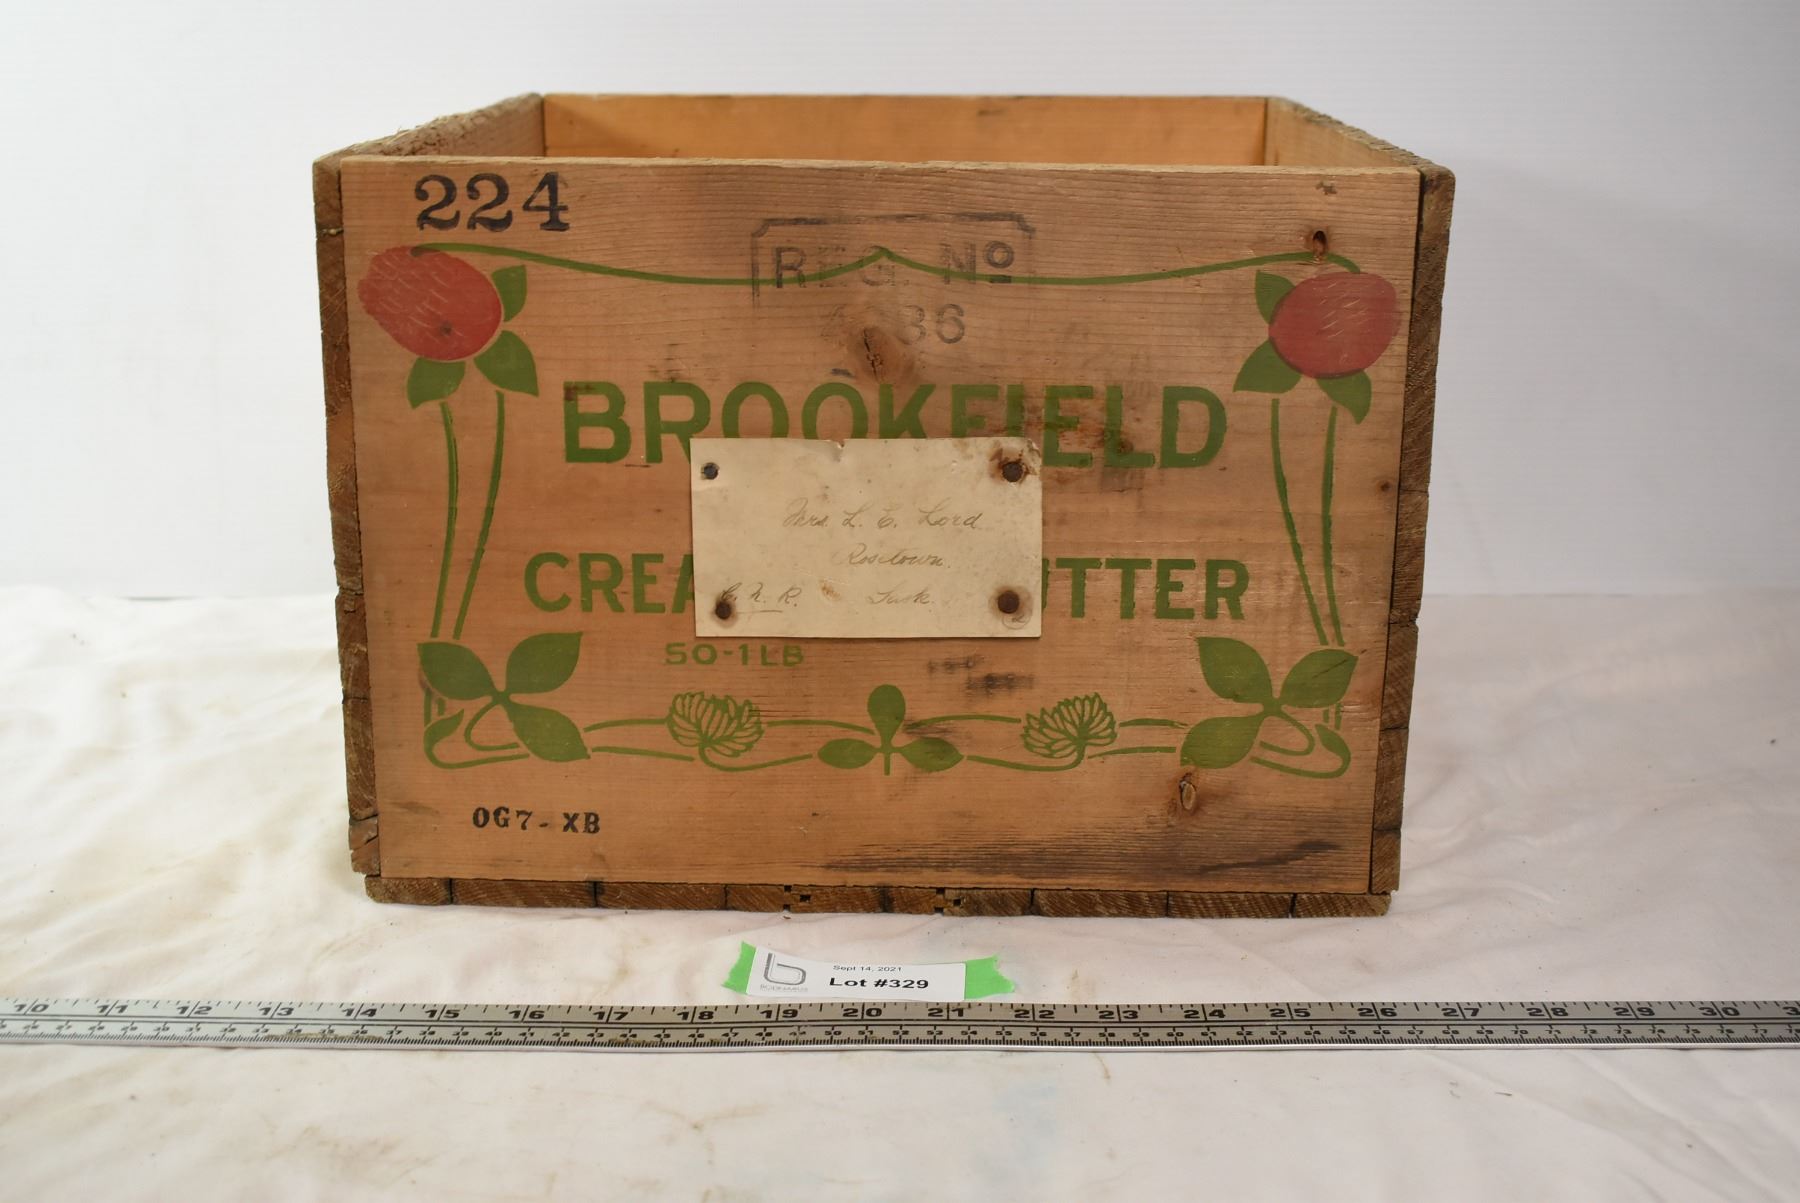 224
REG. Nº
BROOKFIELD
Mrs. L. E. Lord
Rosetown.
C. N. R. Sask.
2
CREA UTTER
50-1LB
OG7-XB
Sept 14, 2021
Lot #329
10 11 12 13 14 15 16 17 18 19 20 21 22 23 24 25 26 27 28 29 30